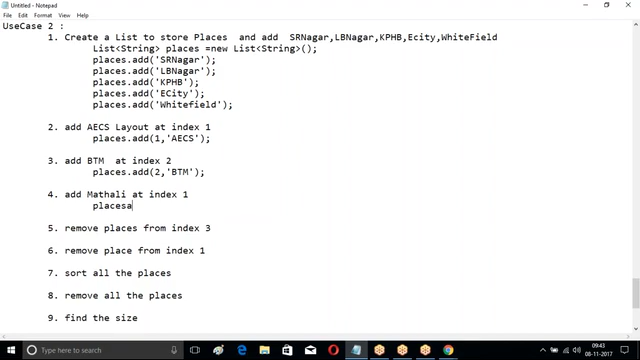 Untitled - Notepad
File Edit Format View Help
UseCase 2 :
1. Create a List to store Places and add SRNagar,LBNagar,KPHB,Ecity,WhiteField
List<String> places =new List<String>();
places.add('SRNagar');
places.add('LBNagar');
places.add('KPHB');
places.add('ECity');
places.add('Whitefield');
2. add AECS Layout at index 1
places.add(1,'AECS');
3. add BTM at index 2
places.add(2,'BTM');
4. add Mathali at index 1
placesa
5. remove places from index 3
6. remove place from index 1
7. sort all the places
8. remove all the places
9. find the size
Type here to search
09:43
08-11-2017